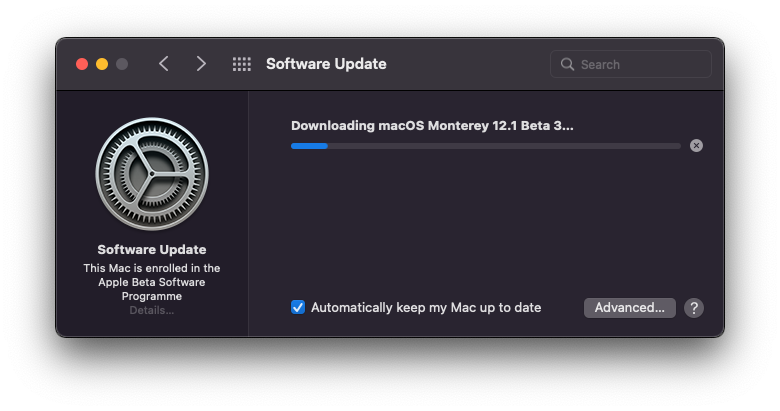 Software Update
Search
Downloading macOS Monterey 12.1 Beta 3...
Software Update
This Mac is enrolled in the
Apple Beta Software
Programme
Details...
Automatically keep my Mac up to date
Advanced...
?